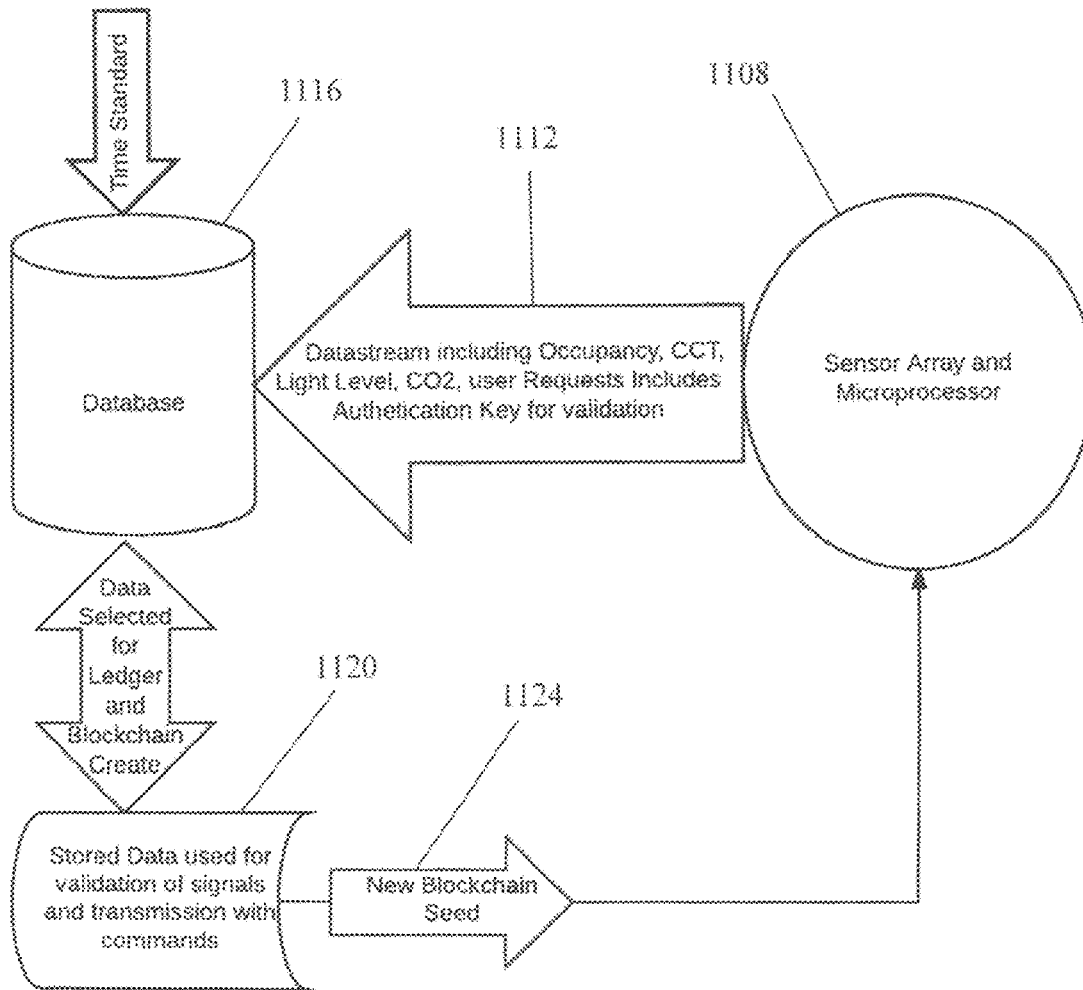 Time Standard
1116
1108
1112
Database
Datastream including Occupancy, CCT,
Light Level, CO2, user Requests Includes
Authetication Key for validation
Sensor Array and
Microprocessor
Data
Selected
for
Ledger
and
Blockchain
Create
1120
1124
Stored Data used for
validation of signals
and transmission with
commands
New Blockchain
Seed